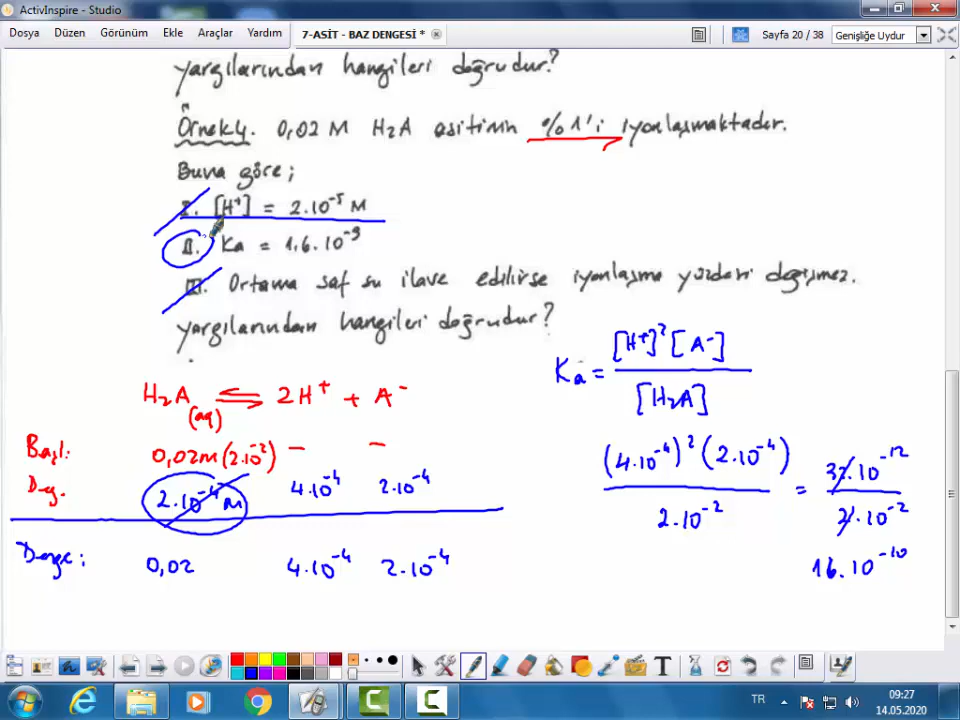 ActivInspire - Studio
Dosya Düzen Görünüm Ekle Araçlar Yardım 7-ASİT - BAZ DENGESİ * Sayfa 20 / 38 Genişliğe Uydur
yargılarından hangileri doğrudur?
Örnek4. 0,02 M H₂A asitinin %1'i iyonlaşmaktadır.
Buna göre;
I. [H⁺] = 2.10⁻⁵ M
II. Ka = 1,6.10⁻⁹
III. Ortama saf su ilave edilirse iyonlaşma yüzdesi değişmez.
yargılarından hangileri doğrudur?
H₂A (aq) ⇌ 2H⁺ + A⁻
Başl: 0,02M (2.10⁻²) – –
Değ. 2.10⁻⁴ M 4.10⁻⁴ 2.10⁻⁴
Denge: 0,02 4.10⁻⁴ 2.10⁻⁴
Ka = [H⁺]² [A⁻] / [H₂A]
(4.10⁻⁴)² (2.10⁻⁴) / 2.10⁻² = 32.10⁻¹² / 2.10⁻²
16.10⁻¹⁰
T
TR 09:27
14.05.2020